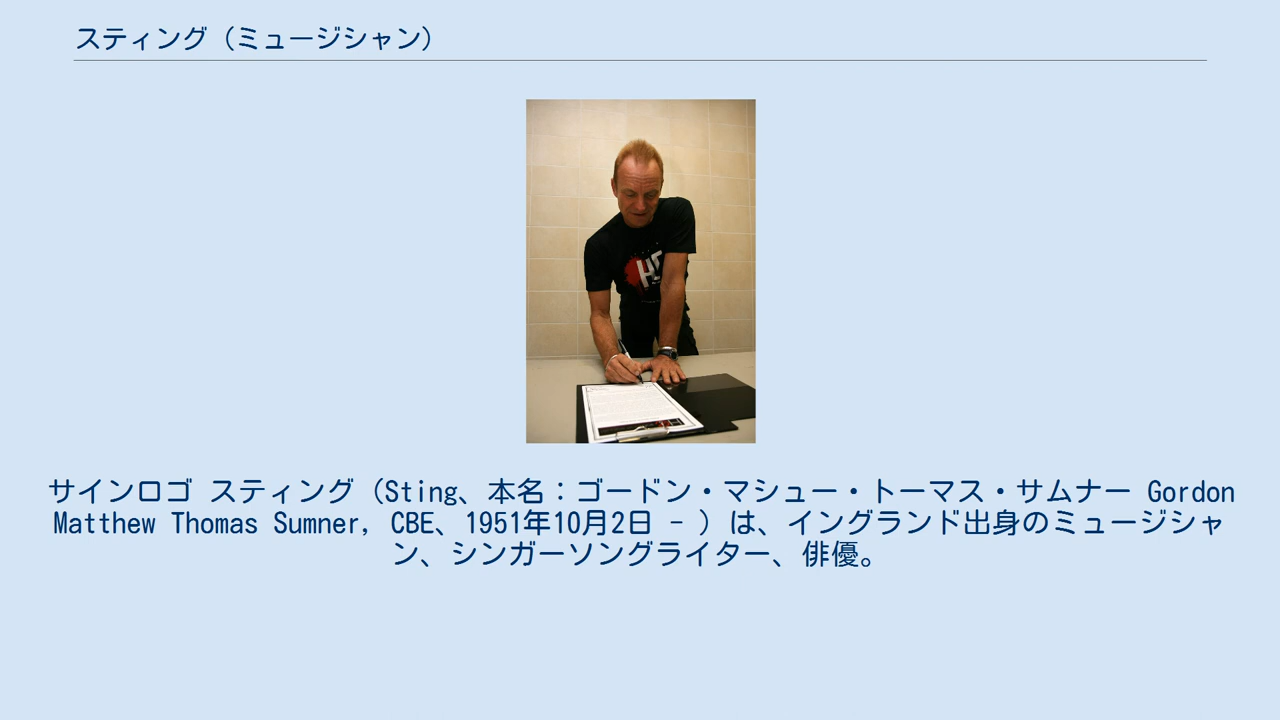 スティング（ミュージシャン）
サインロゴ スティング（Sting、本名：ゴードン・マシュー・トーマス・サムナー Gordon
Matthew Thomas Sumner, CBE、1951年10月2日 - ）は、イングランド出身のミュージシャ
ン、シンガーソングライター、俳優。